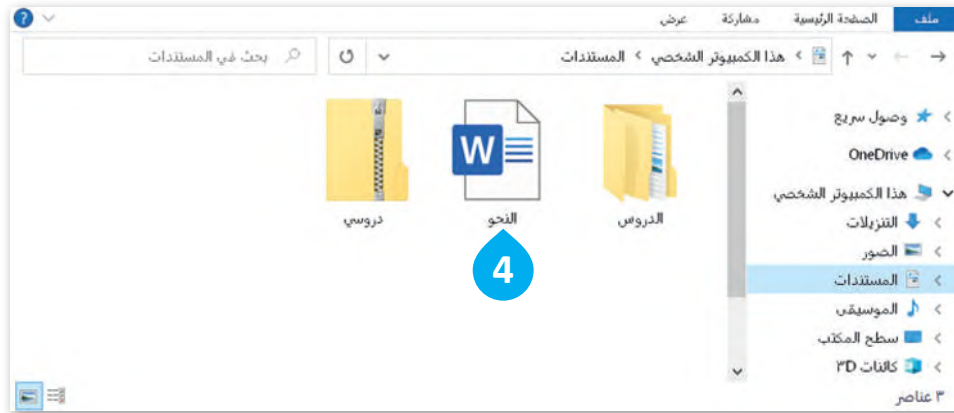 ملف الصفحة الرئيسية مشاركة عرض
هذا الكمبيوتر الشخصي > المستندات
بحث في المستندات
وصول سريع
OneDrive
هذا الكمبيوتر الشخصي
التنزيلات
الصور
المستندات
الموسيقى
سطح المكتب
كائنات ٣D
٣ عناصر
الدروس
النحو
دروسي
4